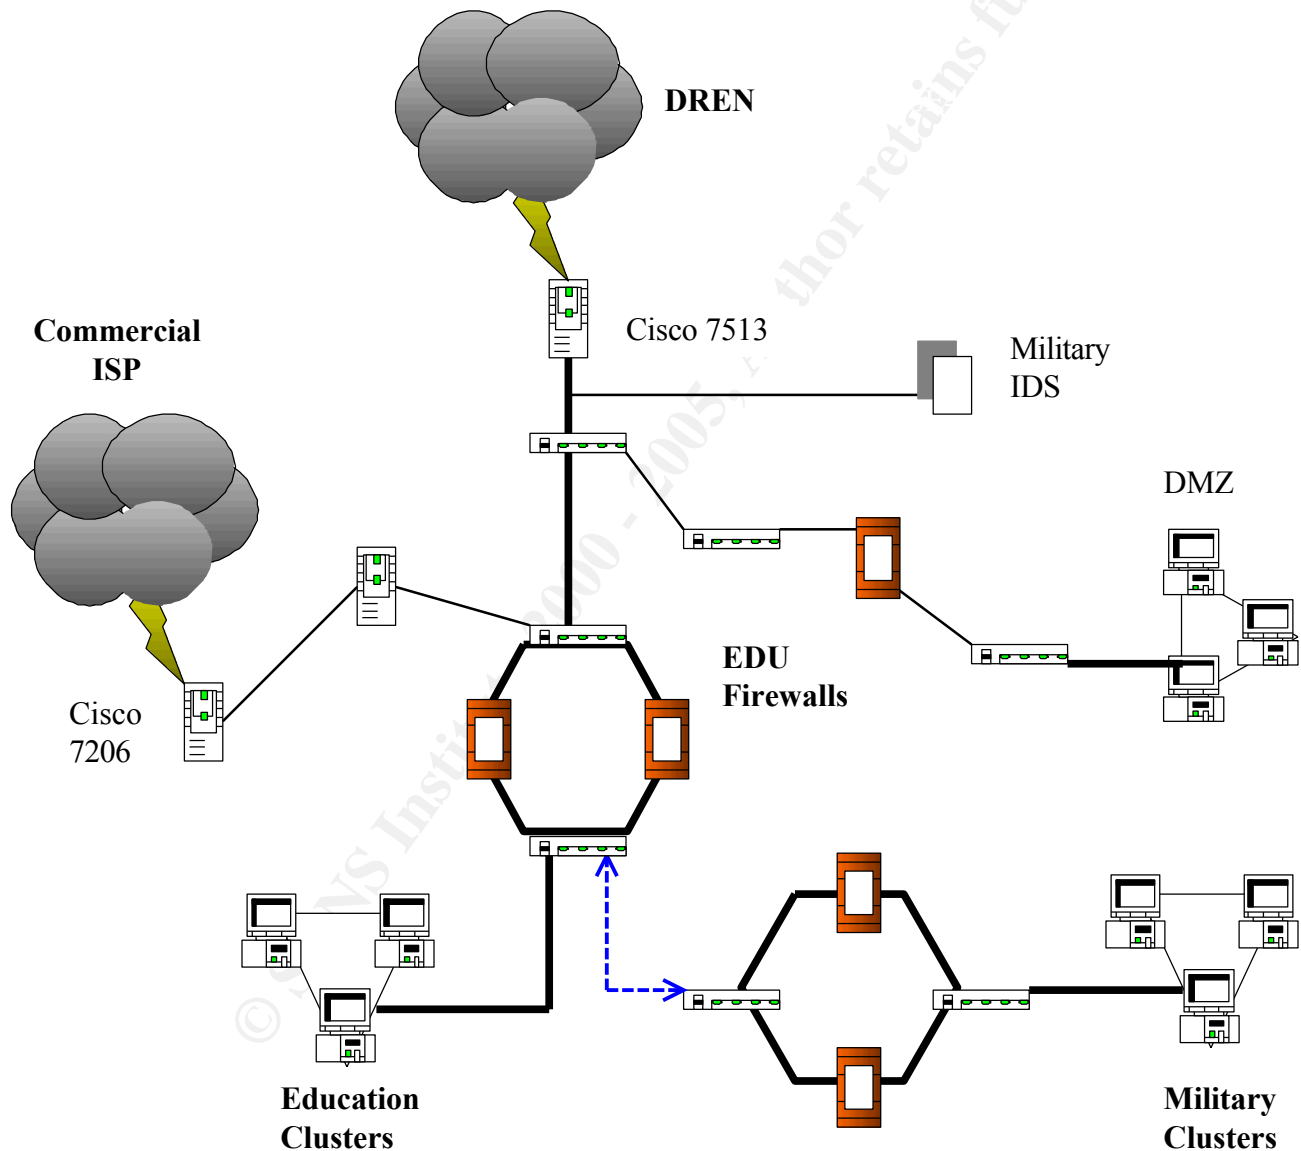 DREN
Cisco 7513
Commercial
ISP
Military
IDS
DMZ
EDU
Firewalls
Cisco
7206
Education
Clusters
Military
Clusters